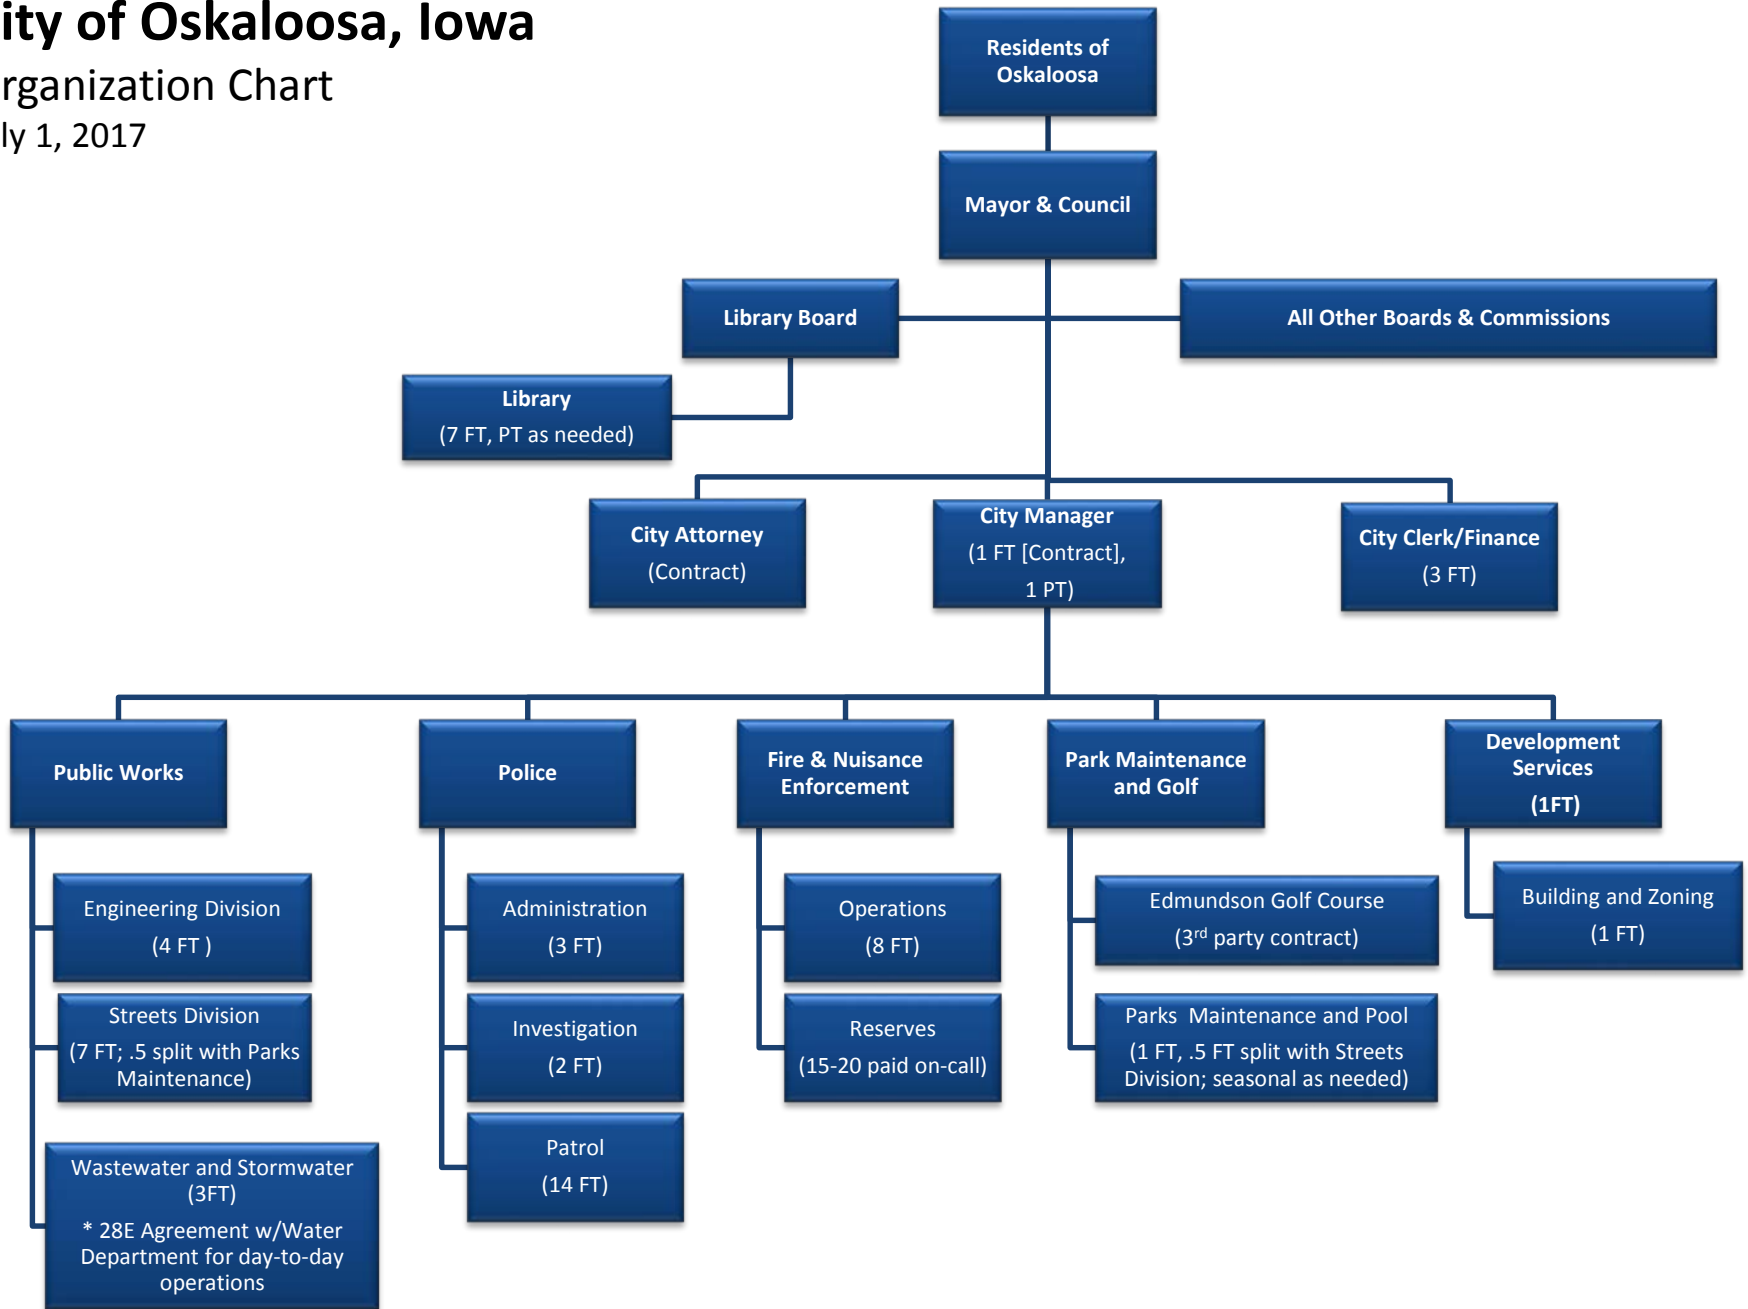 ity of Oskaloosa, Iowa
rganization Chart
ly 1, 2017
Residents of
Oskaloosa
Mayor & Council
Library Board
All Other Boards & Commissions
Library
(7 FT, PT as needed)
City Attorney
(Contract)
City Manager
(1 FT [Contract],
1 PT)
City Clerk/Finance
(3 FT)
Public Works
Police
Fire & Nuisance
Enforcement
Park Maintenance
and Golf
Development
Services
(1FT)
Engineering Division
(4 FT )
Streets Division
(7 FT; .5 split with Parks
Maintenance)
Wastewater and Stormwater
(3FT)
* 28E Agreement w/Water
Department for day-to-day
operations
Administration
(3 FT)
Investigation
(2 FT)
Patrol
(14 FT)
Operations
(8 FT)
Reserves
(15-20 paid on-call)
Edmundson Golf Course
(3rd party contract)
Parks  Maintenance and Pool
(1 FT, .5 FT split with Streets
Division; seasonal as needed)
Building and Zoning
(1 FT)